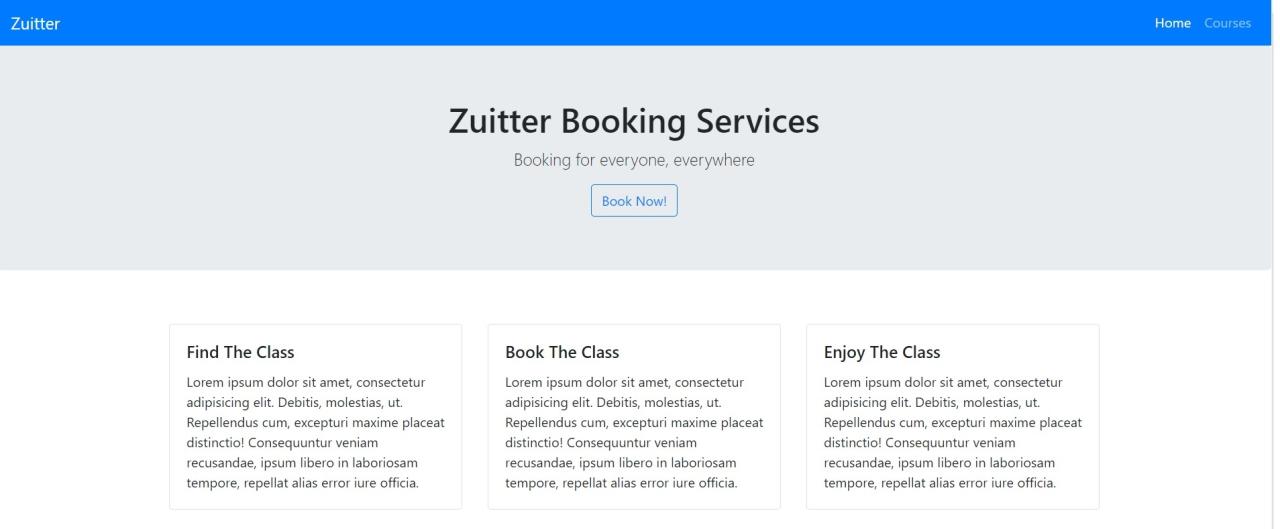 Zuitter
Home Courses
Zuitter Booking Services
Booking for everyone, everywhere
Book Now!
Find The Class
Lorem ipsum dolor sit amet, consectetur
adipisicing elit. Debitis, molestias, ut.
Repellendus cum, excepturi maxime placeat
distinctio! Consequuntur veniam
recusandae, ipsum libero in laboriosam
tempore, repellat alias error iure officia.
Book The Class
Lorem ipsum dolor sit amet, consectetur
adipisicing elit. Debitis, molestias, ut.
Repellendus cum, excepturi maxime placeat
distinctio! Consequuntur veniam
recusandae, ipsum libero in laboriosam
tempore, repellat alias error iure officia.
Enjoy The Class
Lorem ipsum dolor sit amet, consectetur
adipisicing elit. Debitis, molestias, ut.
Repellendus cum, excepturi maxime placeat
distinctio! Consequuntur veniam
recusandae, ipsum libero in laboriosam
tempore, repellat alias error iure officia.